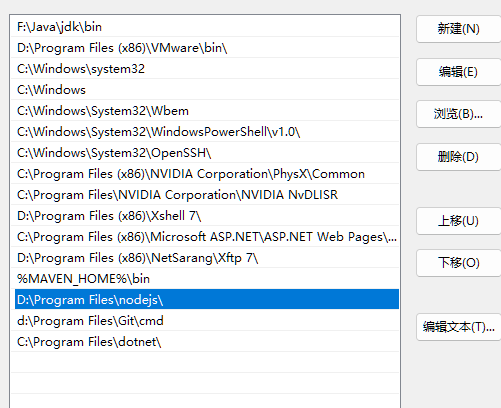 F:\Java\jdk\bin
D:\Program Files (x86)\VMware\bin\
C:\Windows\system32
C:\Windows
C:\Windows\System32\Wbem
C:\Windows\System32\WindowsPowerShell\v1.0\
C:\Windows\System32\OpenSSH\
C:\Program Files (x86)\NVIDIA Corporation\PhysX\Common
C:\Program Files\NVIDIA Corporation\NVIDIA NvDLISR
D:\Program Files (x86)\Xshell 7\
C:\Program Files (x86)\Microsoft ASP.NET\ASP.NET Web Pages\...
D:\Program Files (x86)\NetSarang\Xftp 7\
%MAVEN_HOME%\bin
D:\Program Files\nodejs\
d:\Program Files\Git\cmd
C:\Program Files\dotnet\
新建(N)
编辑(E)
浏览(B)...
删除(D)
上移(U)
下移(O)
编辑文本(T)...